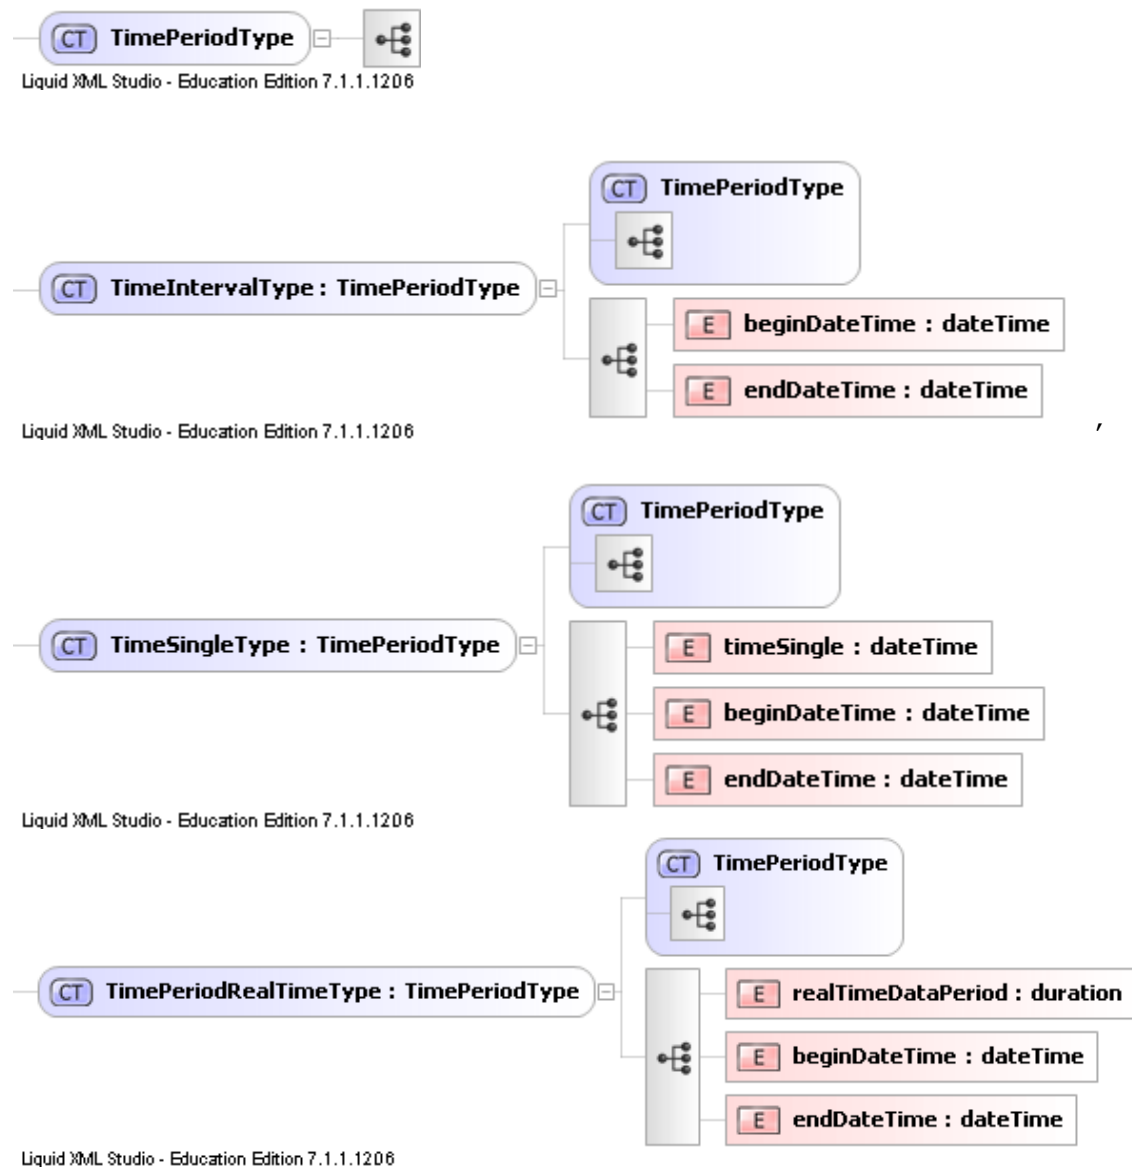 CT TimePeriodType
Liquid XML Studio - Education Edition 7.1.1.1206
CT TimePeriodType
CT TimeIntervalType : TimePeriodType
E beginDateTime : dateTime
E endDateTime : dateTime
Liquid XML Studio - Education Edition 7.1.1.1206
,
CT TimePeriodType
CT TimeSingleType : TimePeriodType
E timeSingle : dateTime
E beginDateTime : dateTime
E endDateTime : dateTime
Liquid XML Studio - Education Edition 7.1.1.1206
CT TimePeriodType
CT TimePeriodRealTimeType : TimePeriodType
E realTimeDataPeriod : duration
E beginDateTime : dateTime
E endDateTime : dateTime
Liquid XML Studio - Education Edition 7.1.1.1206